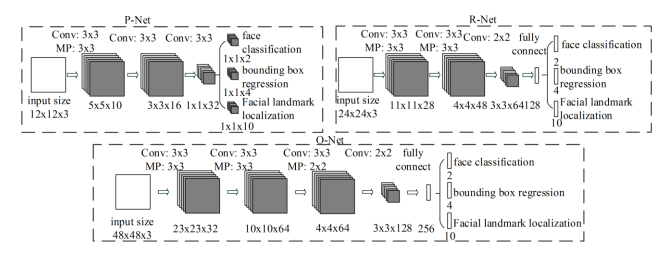 P-Net
Conv: 3x3 Conv: 3x3 Conv: 3x3
MP: 3x3
face
classification
1x1x2
bounding box
regression
1x1x4
Facial landmark
localization
1x1x10
input size
12x12x3
5x5x10 3x3x16 1x1x32
R-Net
Conv: 3x3 Conv: 3x3 Conv: 2x2 fully
MP: 3x3 MP: 3x3 connect
face classification
2
bounding box
regression
4
Facial landmark
localization
10
input size
24x24x3
11x11x28 4x4x48 3x3x64 128
O-Net
Conv: 3x3 Conv: 3x3 Conv: 3x3 Conv: 2x2 fully
MP: 3x3 MP: 3x3 MP: 2x2 connect
face classification
2
bounding box regression
4
Facial landmark localization
10
input size
48x48x3
23x23x32 10x10x64 4x4x64 3x3x128 256